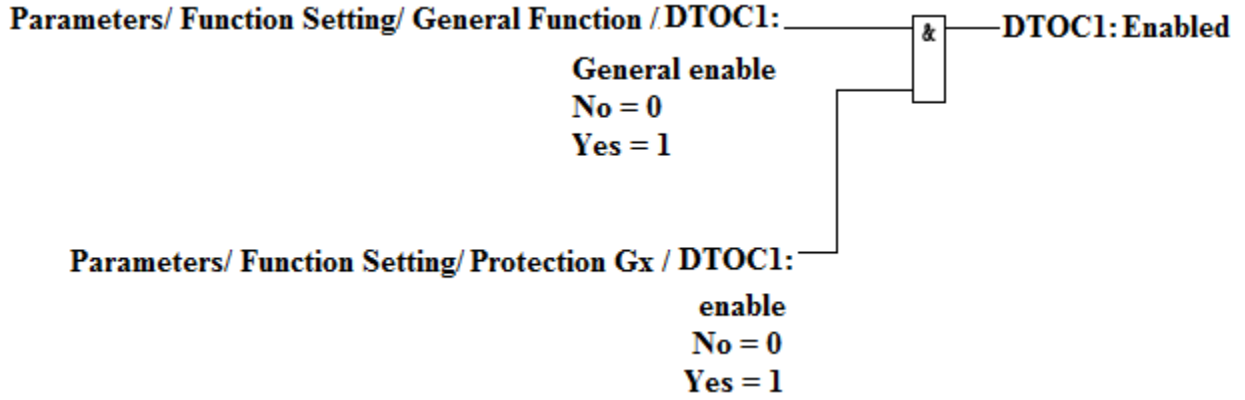 Parameters/ Function Setting/ General Function / DTOC1:
& DTOC1: Enabled
General enable
No = 0
Yes = 1
Parameters/ Function Setting/ Protection Gx / DTOC1:
enable
No = 0
Yes = 1